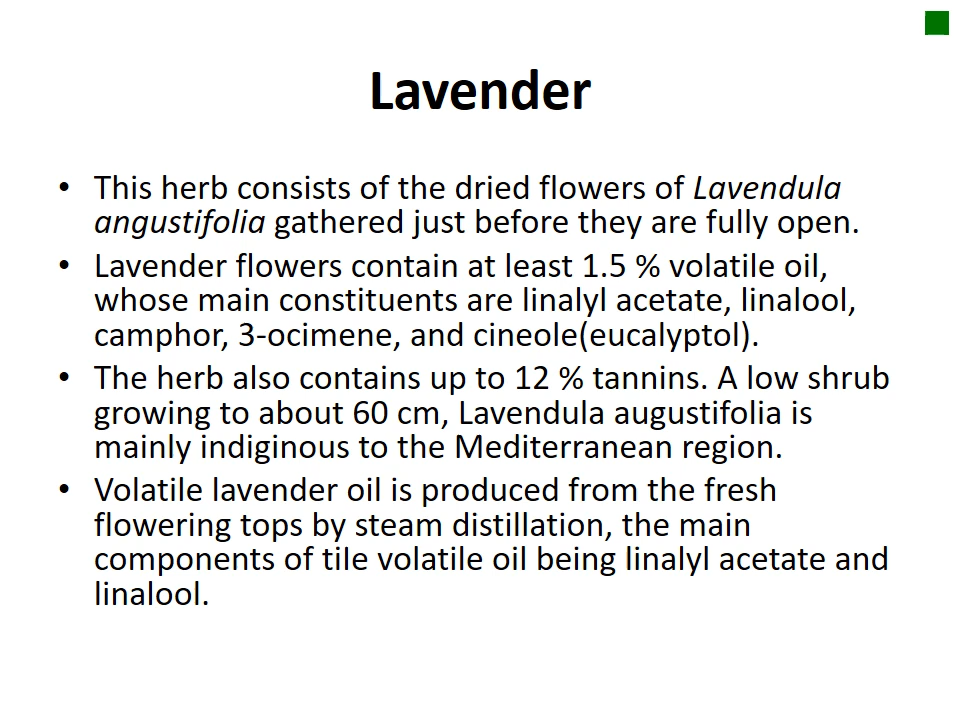 Lavender
• This herb consists of the dried flowers of Lavendula
angustifolia gathered just before they are fully open.
• Lavender flowers contain at least 1.5 % volatile oil,
whose main constituents are linalyl acetate, linalool,
camphor, 3-ocimene, and cineole(eucalyptol).
• The herb also contains up to 12 % tannins. A low shrub
growing to about 60 cm, Lavendula augustifolia is
mainly indiginous to the Mediterranean region.
• Volatile lavender oil is produced from the fresh
flowering tops by steam distillation, the main
components of tile volatile oil being linalyl acetate and
linalool.